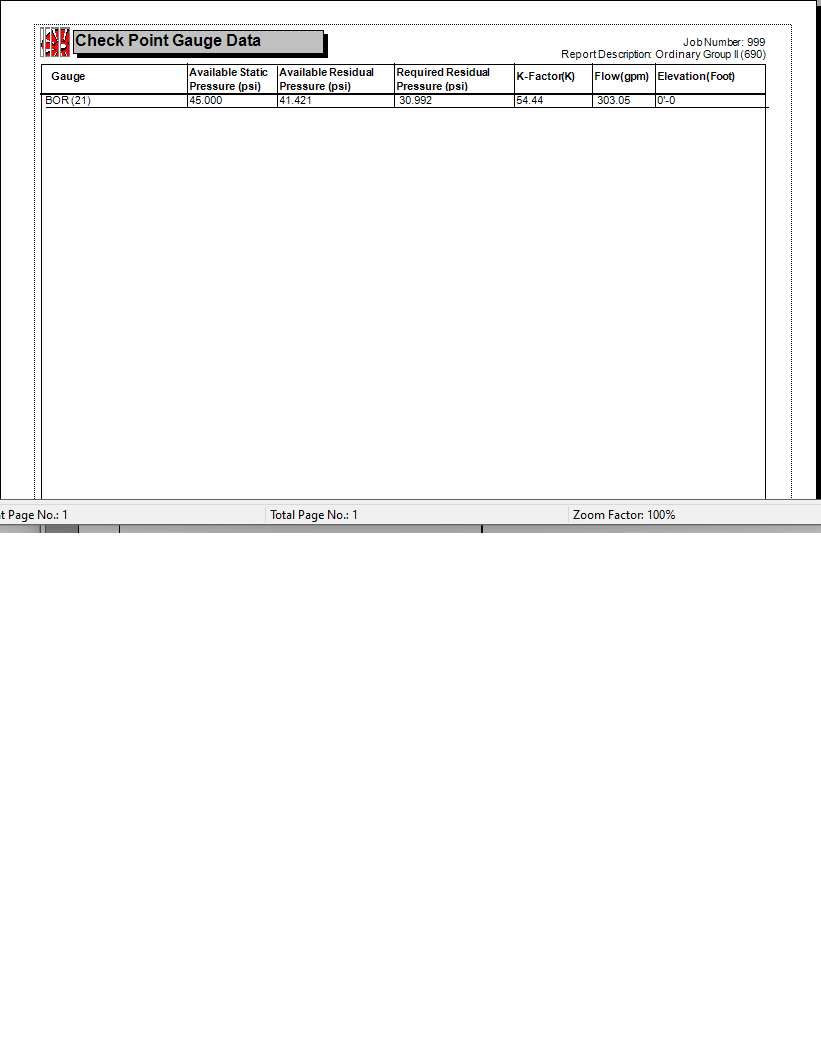 Check Point Gauge Data
Job Number: 999
Report Description: Ordinary Group II (690)
Gauge Available Static Pressure (psi) Available Residual Pressure (psi) Required Residual Pressure (psi) K-Factor(K) Flow(gpm) Elevation(Foot)
BOR (21) 45.000 41.421 30.992 54.44 303.05 0'-0
t Page No.: 1 Total Page No.: 1 Zoom Factor: 100%